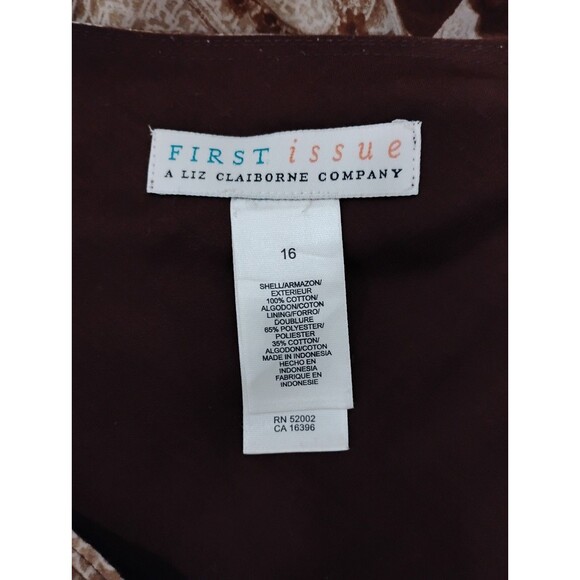 FIRST issue
A LIZ CLAIBORNE COMPANY
16
SHELL/ARMAZON/
EXTERIEUR
100% COTTON/
ALGODON/COTON
LINING/FORRO/
DOUBLURE
65% POLYESTER/
POLIESTER
35% COTTON/
ALGODON/COTON
MADE IN INDONESIA
HECHO EN
INDONESIA
FABRIQUE EN
INDONESIE
RN 52002
CA 16396